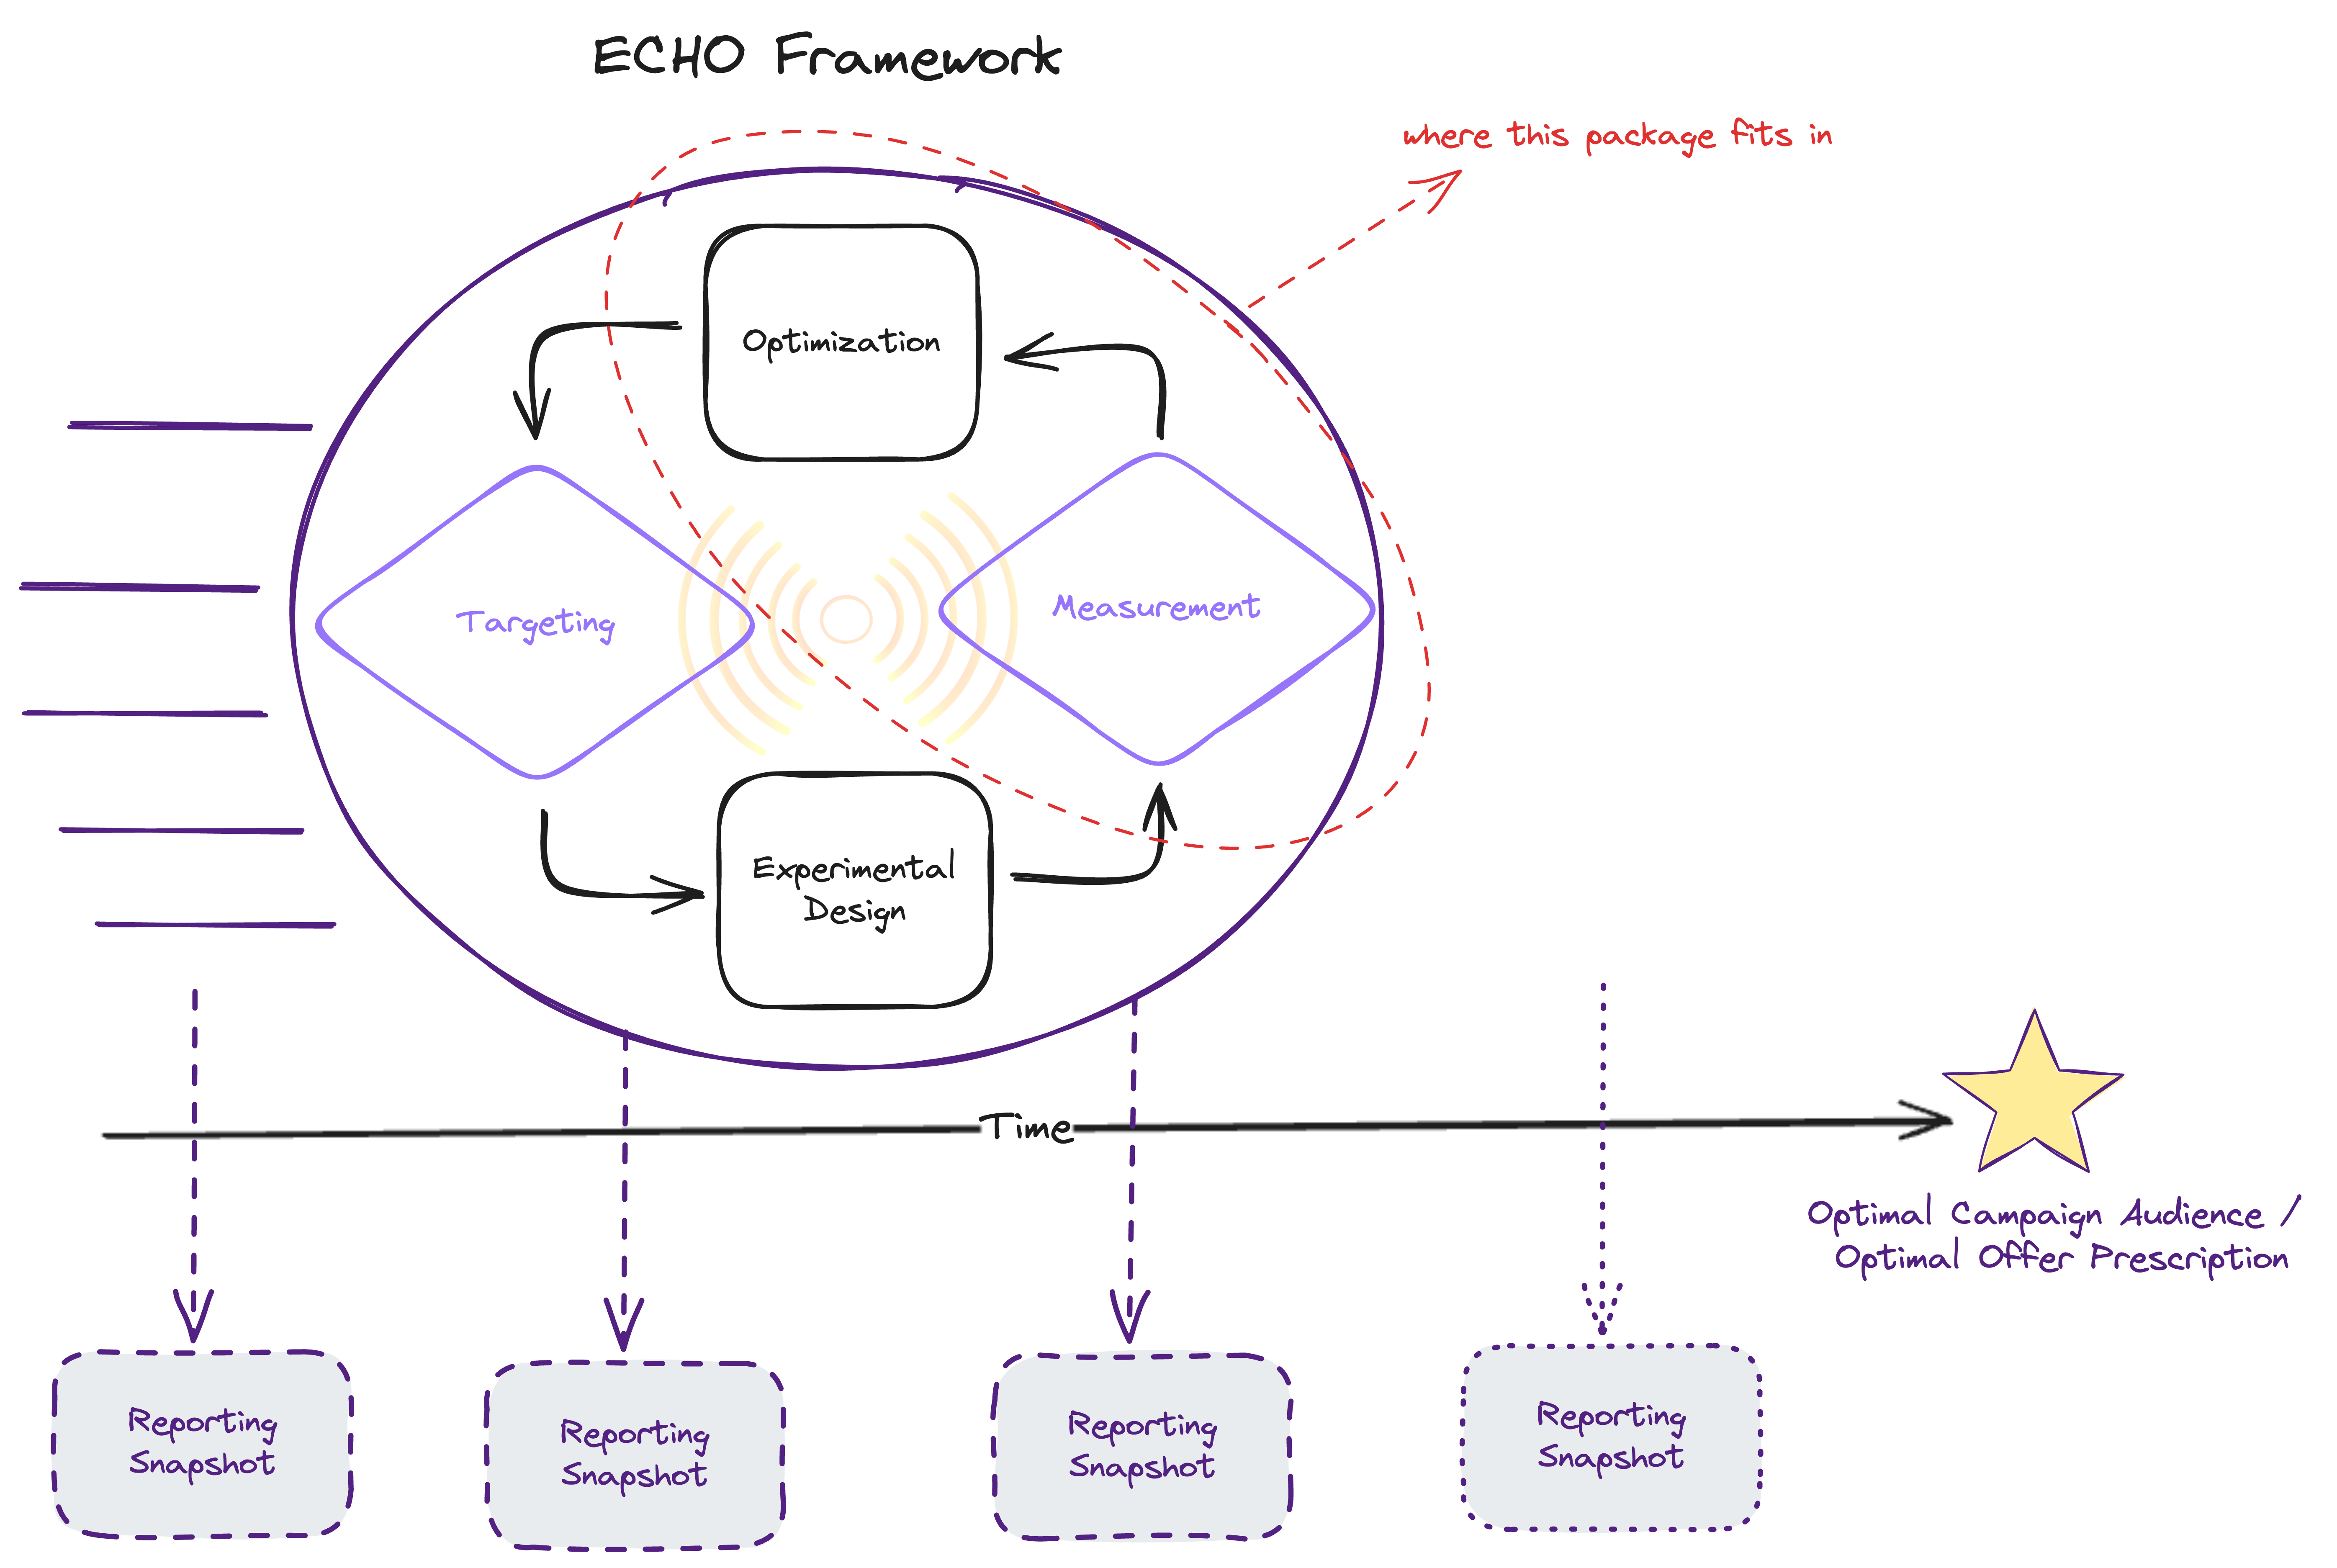 ECHO Framework
where this package fits in
Optimization
Targeting
Measurement
Experimental
Design
Time
Optimal Campaign Audience /
Optimal Offer Prescription
Reporting
Snapshot
Reporting
Snapshot
Reporting
Snapshot
Reporting
Snapshot